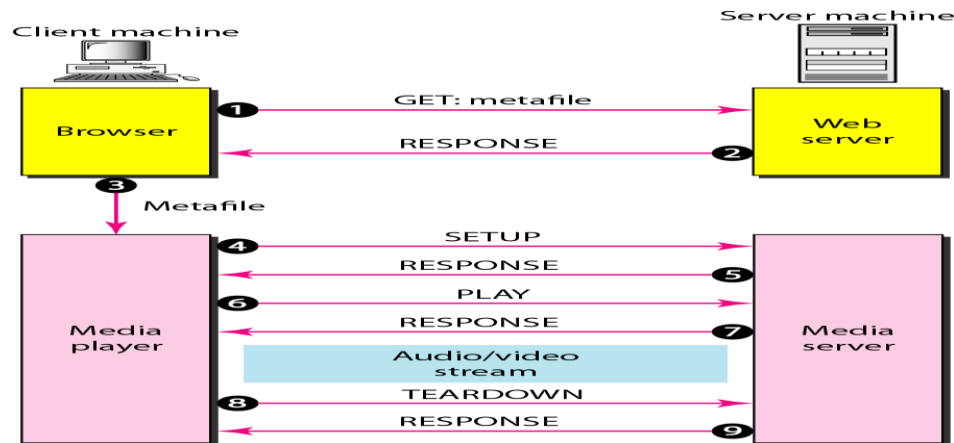 Client machine
Server machine
Browser
1
GET: metafile
Web
server
RESPONSE
2
3
Metafile
Media
player
4
SETUP
RESPONSE
5
6
PLAY
RESPONSE
7
Media
server
Audio/video
stream
8
TEARDOWN
RESPONSE
9